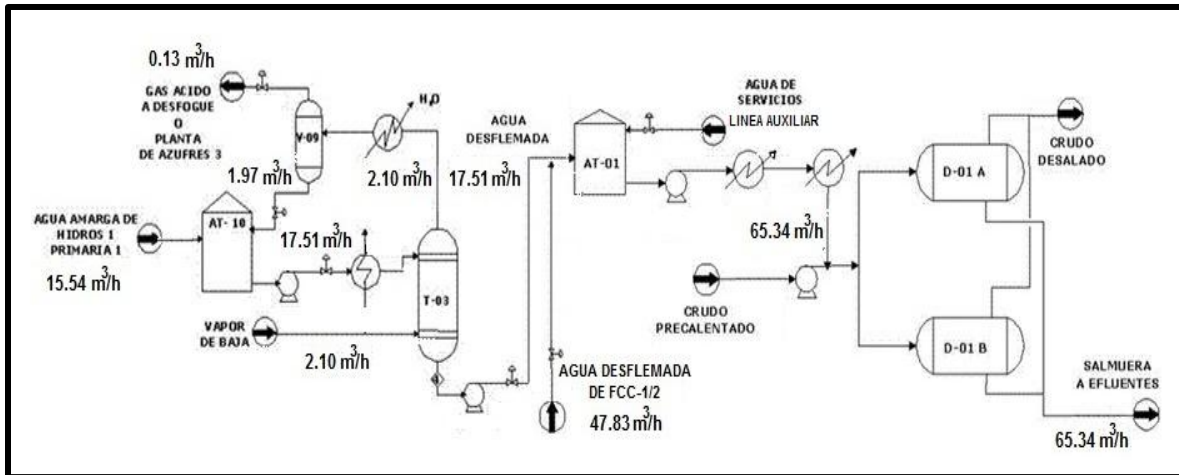 0.13 m³/h
GAS ACIDO
A DESFOGUE
O
PLANTA
DE AZUFRES 3
V-09
H₂O
1.97 m³/h
2.10 m³/h
AGUA
DESFLEMADA
17.51 m³/h
AGUA AMARGA DE
HIDROS 1
PRIMARIA 1
15.54 m³/h
AT- 10
17.51 m³/h
T-03
VAPOR
DE BAJA
2.10 m³/h
AGUA DESFLEMADA
DE FCC-1/2
47.83 m³/h
AT-01
AGUA DE
SERVICIOS
LINEA AUXILIAR
65.34 m³/h
CRUDO
PRECALENTADO
D-01 A
CRUDO
DESALADO
D-01 B
SALMUERA
A EFLUENTES
65.34 m³/h